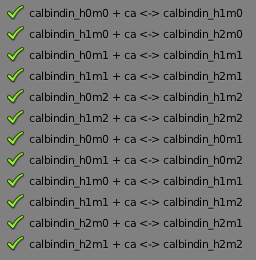 calbindin_h0m0 + ca <-> calbindin_h1m0
calbindin_h1m0 + ca <-> calbindin_h2m0
calbindin_h0m1 + ca <-> calbindin_h1m1
calbindin_h1m1 + ca <-> calbindin_h2m1
calbindin_h0m2 + ca <-> calbindin_h1m2
calbindin_h1m2 + ca <-> calbindin_h2m2
calbindin_h0m0 + ca <-> calbindin_h0m1
calbindin_h0m1 + ca <-> calbindin_h0m2
calbindin_h1m0 + ca <-> calbindin_h1m1
calbindin_h1m1 + ca <-> calbindin_h1m2
calbindin_h2m0 + ca <-> calbindin_h2m1
calbindin_h2m1 + ca <-> calbindin_h2m2